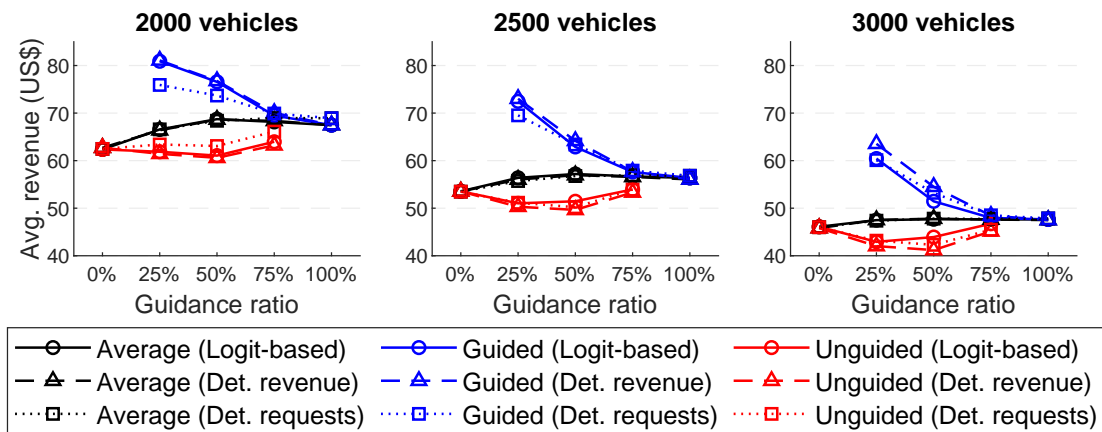 2000 vehicles
2500 vehicles
3000 vehicles
Avg. revenue (US$)
80
70
60
50
40
0% 25% 50% 75% 100%
Guidance ratio
80
70
60
50
40
0% 25% 50% 75% 100%
Guidance ratio
80
70
60
50
40
0% 25% 50% 75% 100%
Guidance ratio
Average (Logit-based)
Guided (Logit-based)
Unguided (Logit-based)
Average (Det. revenue)
Guided (Det. revenue)
Unguided (Det. revenue)
Average (Det. requests)
Guided (Det. requests)
Unguided (Det. requests)